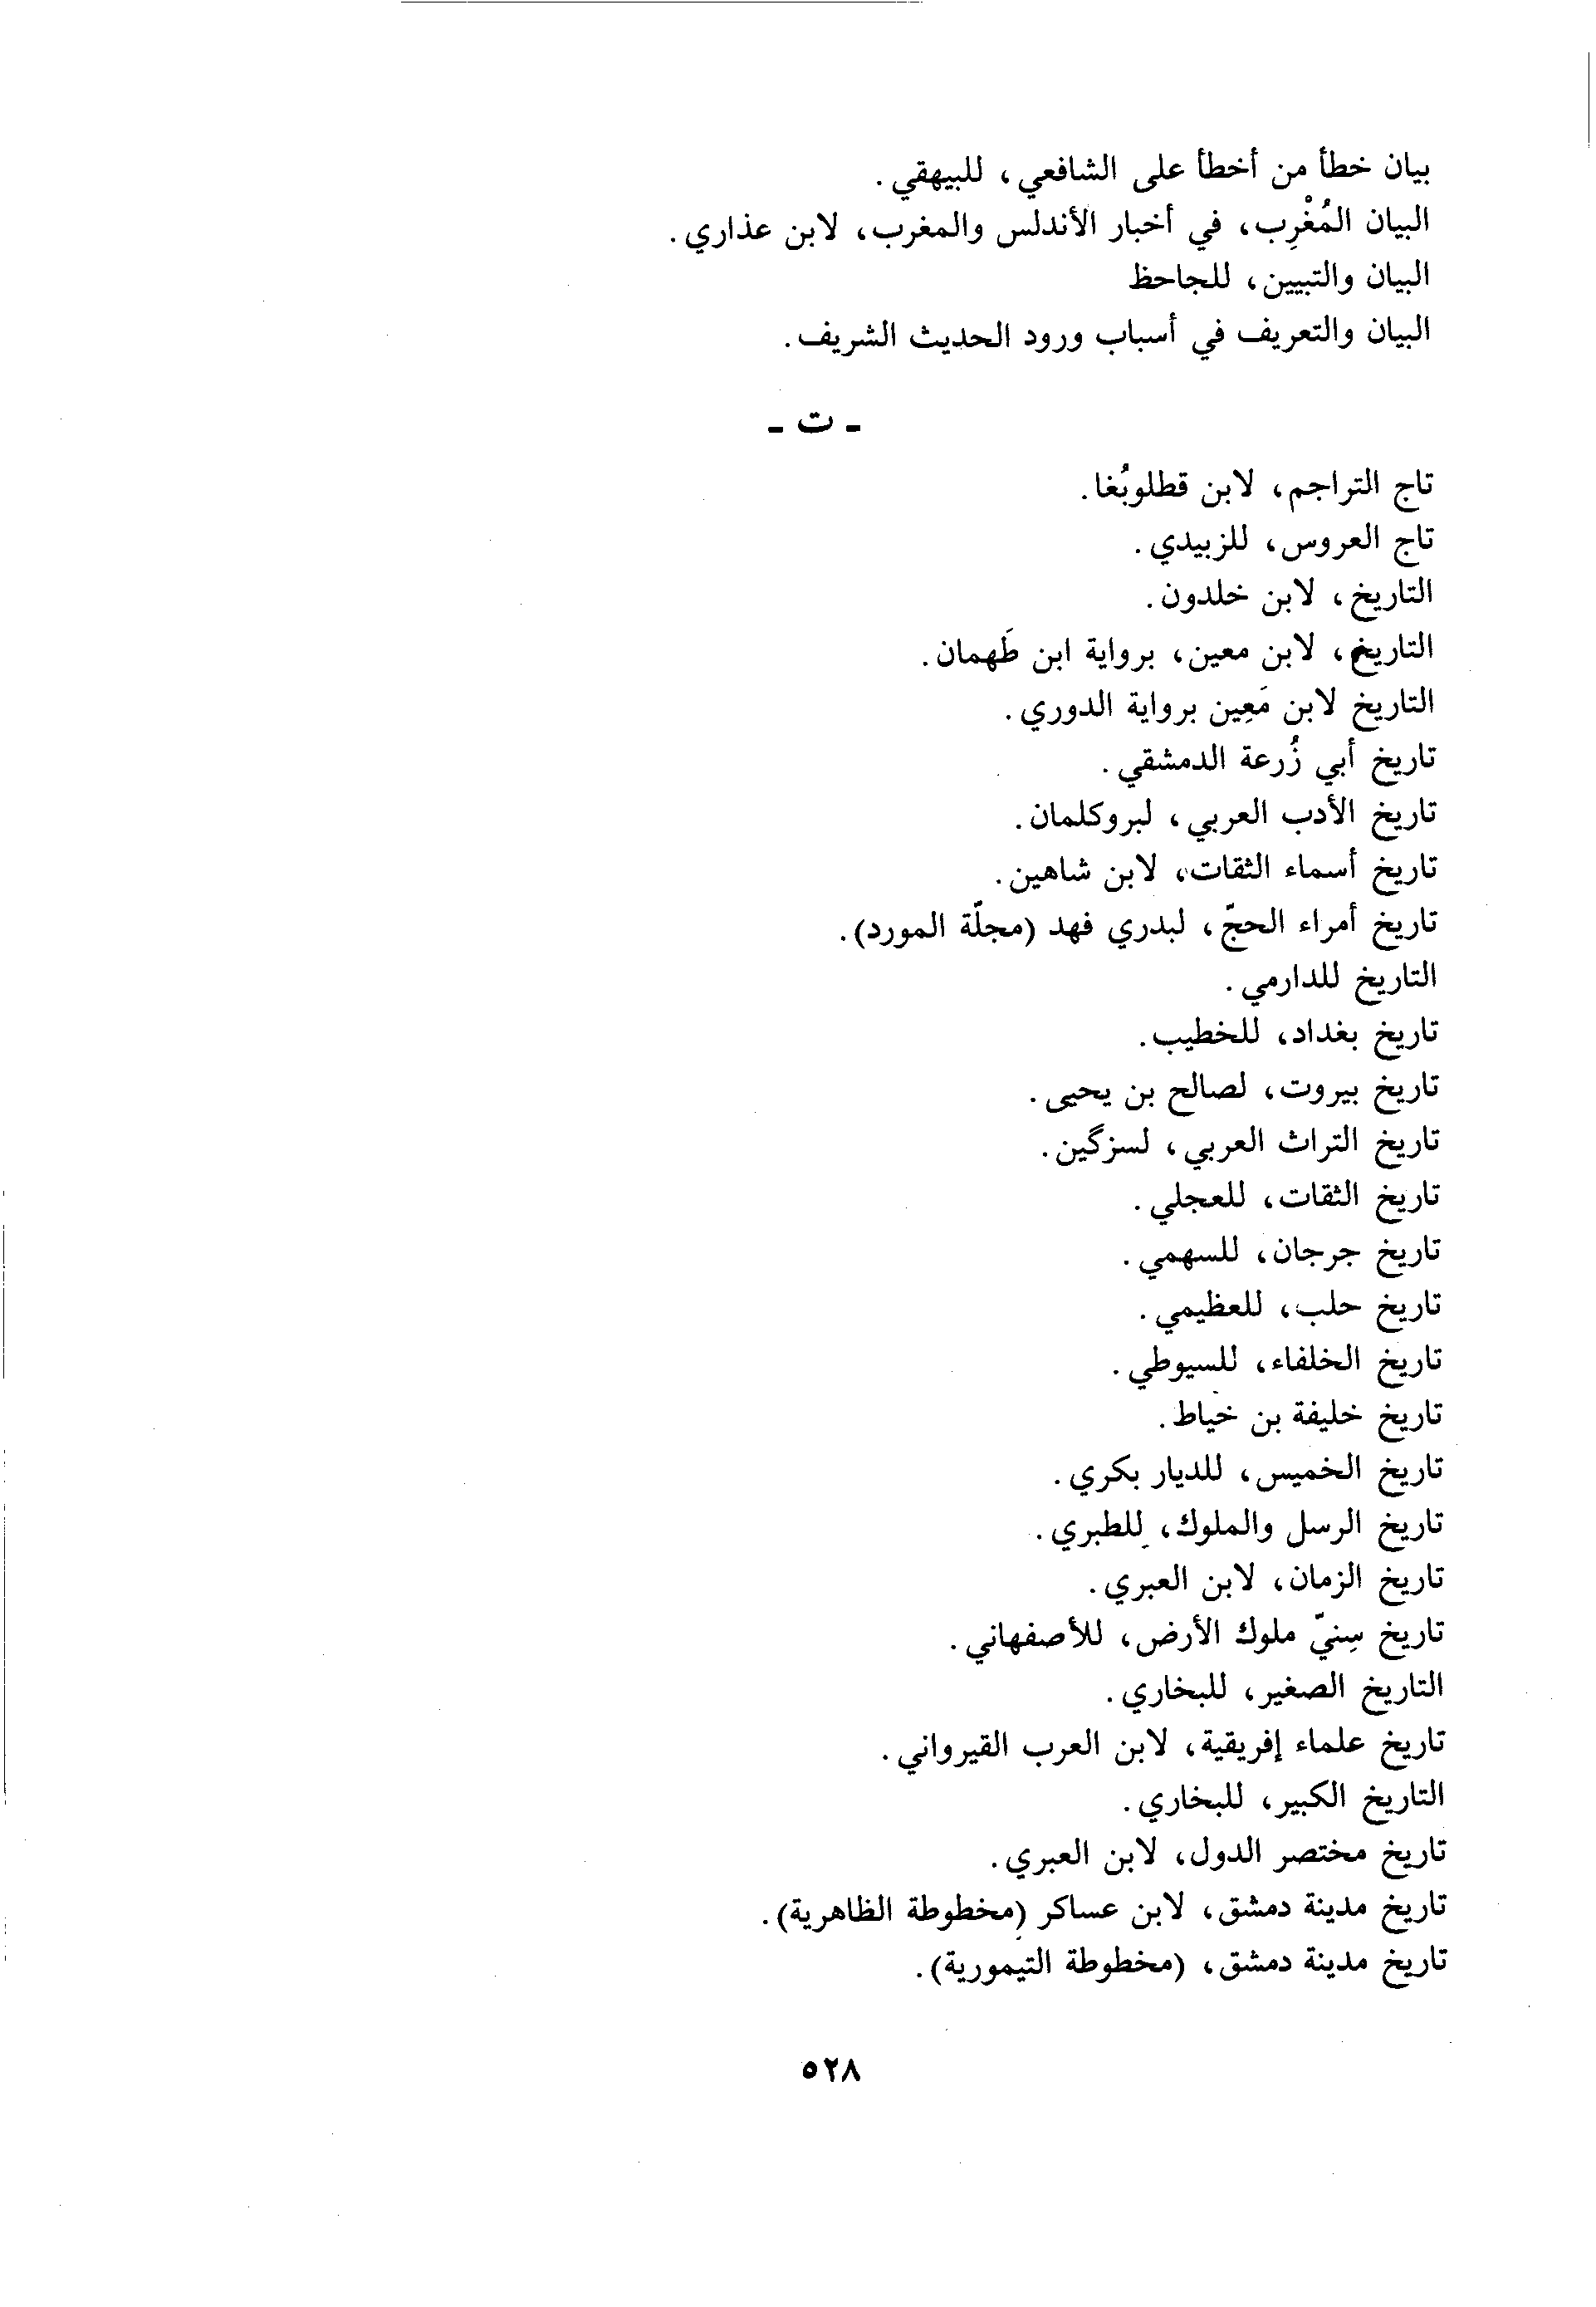 بيان خطأ من أخطأ على الشافعي، للبيهقي.
البيان المُغْرِب، في أخبار الأندلس والمغرب، لابن عذاري.
البيان والتبيين، للجاحظ
البيان والتعريف في أسباب ورود الحديث الشريف.
ـ ت ـ
تاج التراجم، لابن قطلوبُغا.
تاج العروس، للزبيدي.
التاريخ، لابن خلدون.
التاريخ، لابن معين، برواية ابن طَهمان.
التاريخ لابن مَعِين برواية الدوري.
تاريخ أبي زُرعة الدمشقي.
تاريخ الأدب العربي، لبروكلمان.
تاريخ أسماء الثقات، لابن شاهين.
تاريخ أمراء الحجّ، لبدري فهد (مجلّة المورد).
التاريخ للدارمي.
تاريخ بغداد، للخطيب.
تاريخ بيروت، لصالح بن يحيى.
تاريخ التراث العربي، لسزگين.
تاريخ الثقات، للعجلي.
تاريخ جرجان، للسهمي.
تاريخ حلب، للعظيمي.
تاريخ الخلفاء، للسيوطي.
تاريخ خليفة بن خياط.
تاريخ الخميس، للديار بكري.
تاريخ الرسل والملوك، للطبري.
تاريخ الزمان، لابن العبري.
تاريخ سِنيّ ملوك الأرض، للأصفهاني.
التاريخ الصغير، للبخاري.
تاريخ علماء إفريقية، لابن العرب القيرواني.
التاريخ الكبير، للبخاري.
تاريخ مختصر الدول، لابن العبري.
تاريخ مدينة دمشق، لابن عساكر (مخطوطة الظاهرية).
تاريخ مدينة دمشق، (مخطوطة التيمورية).
٥٢٨